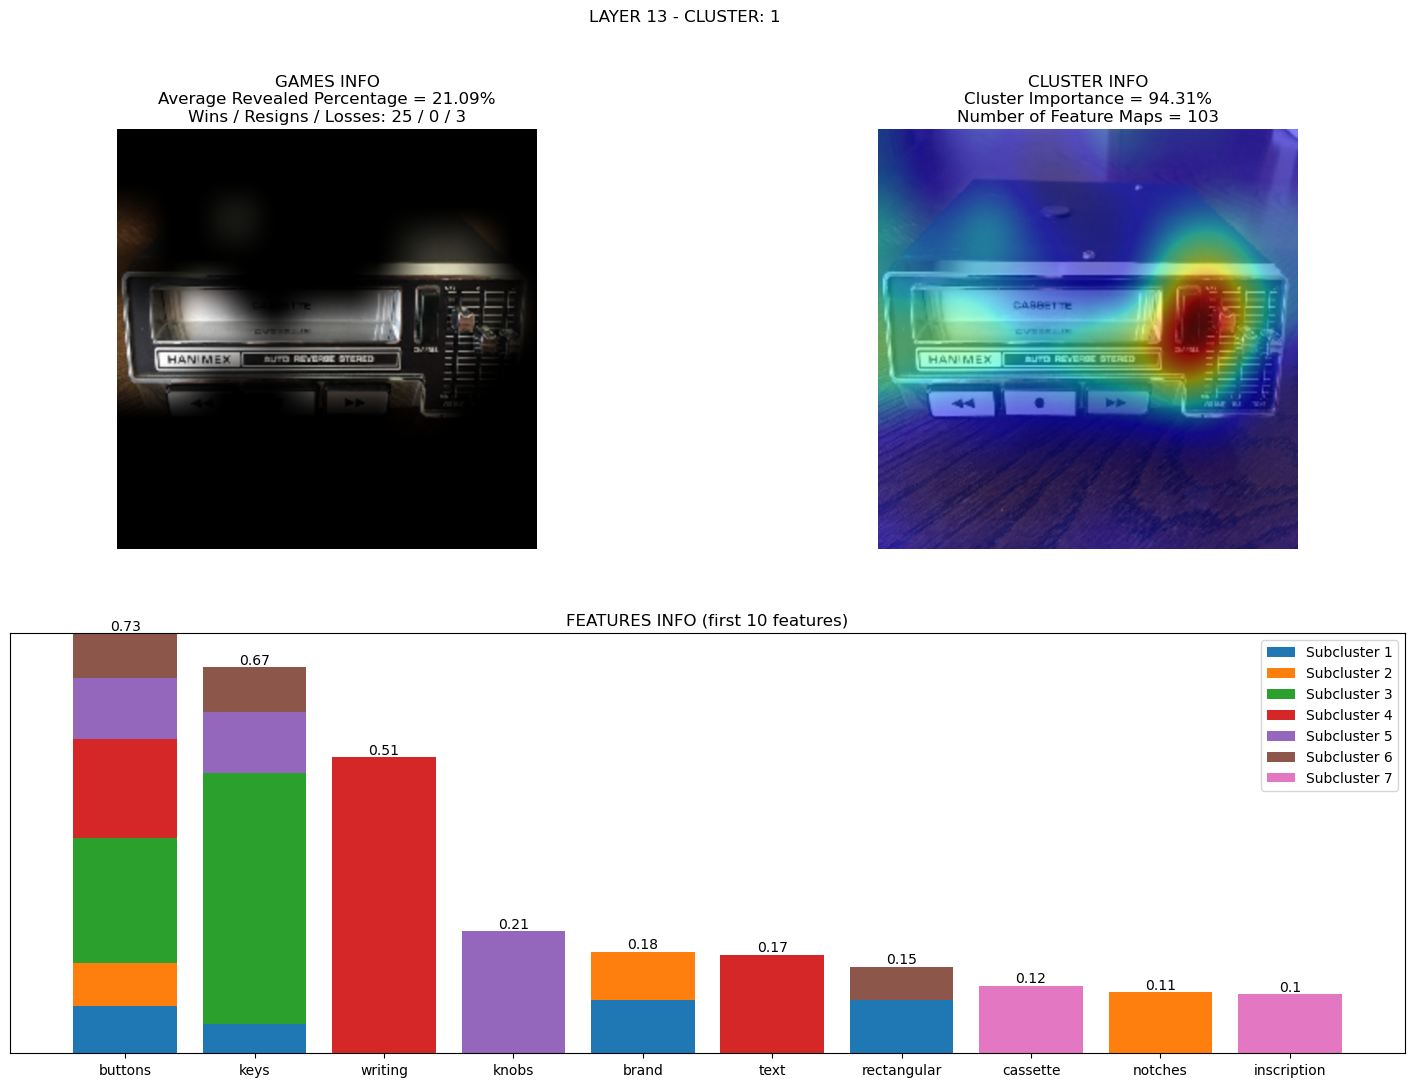 LAYER 13 - CLUSTER: 1
GAMES INFO
Average Revealed Percentage = 21.09%
Wins / Resigns / Losses: 25 / 0 / 3
CLUSTER INFO
Cluster Importance = 94.31%
Number of Feature Maps = 103
CASSETTE
HANIMEX AUTO REVERSE STEREO
CASSETTE
HANIMEX AUTO REVERSE STEREO
FEATURES INFO (first 10 features)
0.73
0.67
0.51
0.21
0.18
0.17
0.15
0.12
0.11
0.1
Subcluster 1
Subcluster 2
Subcluster 3
Subcluster 4
Subcluster 5
Subcluster 6
Subcluster 7
buttons
keys
writing
knobs
brand
text
rectangular
cassette
notches
inscription